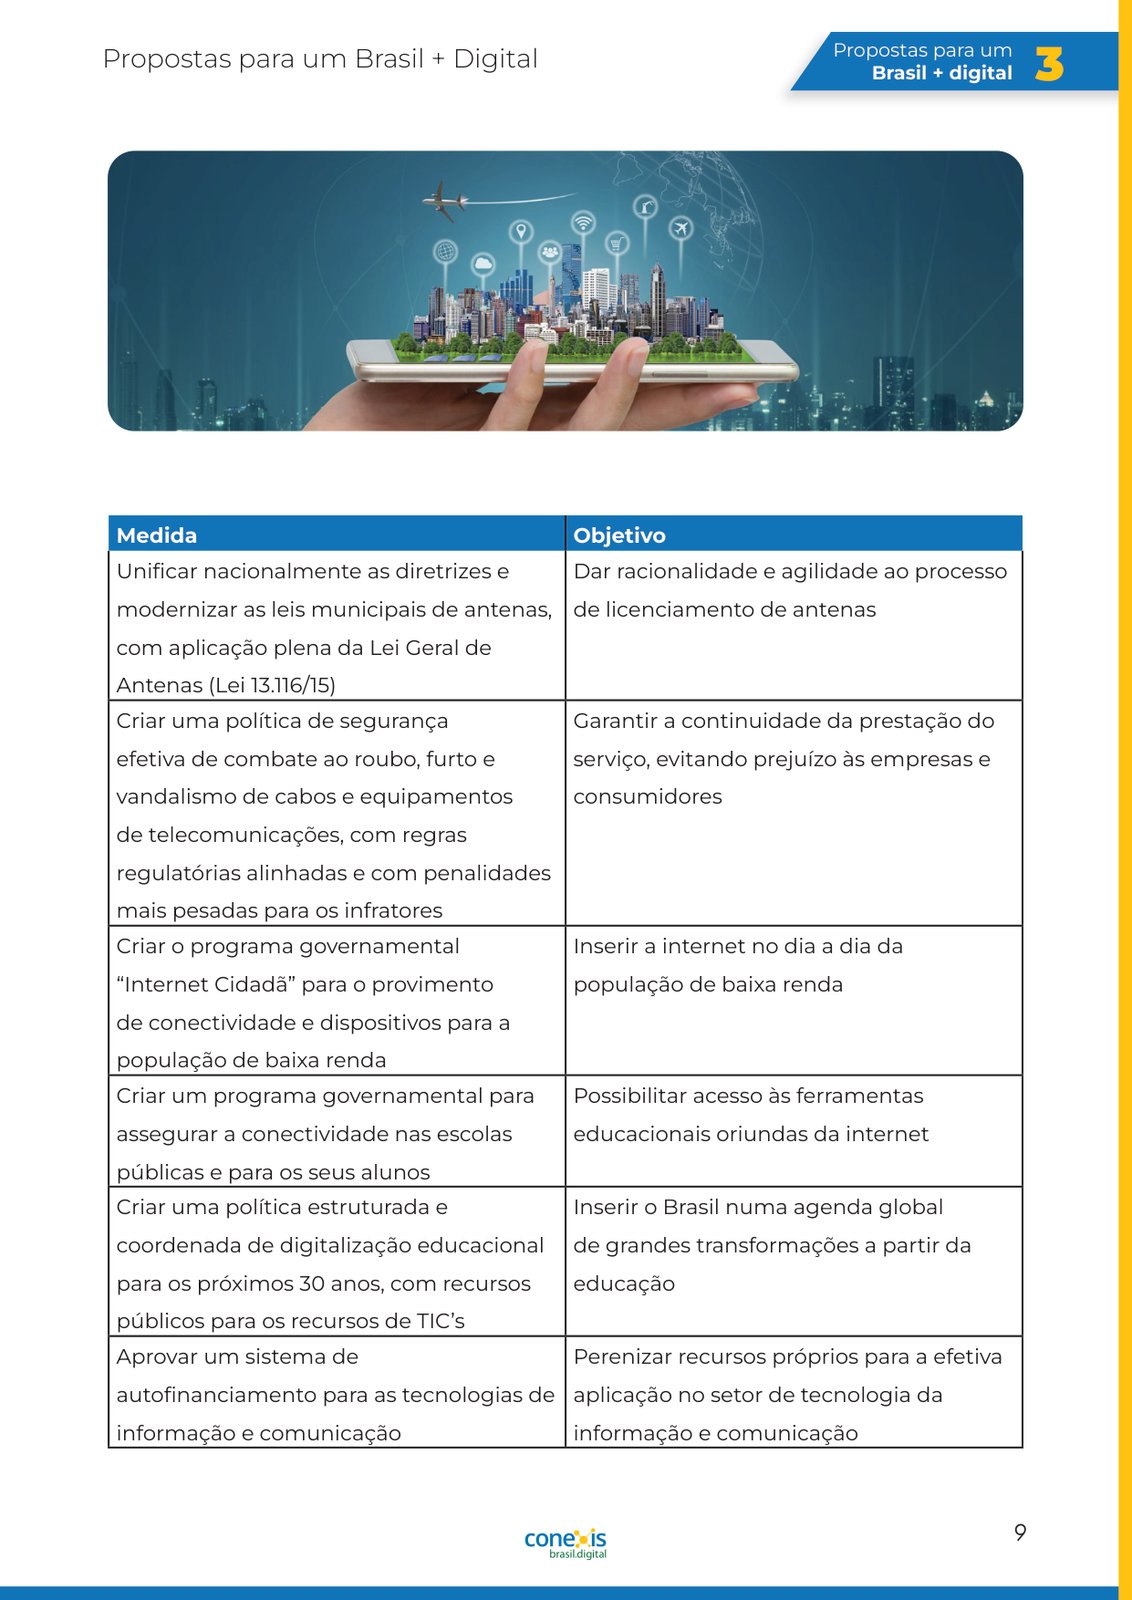 Propostas para um Brasil + Digital
Propostas para um
Brasil + digital
3
Medida
Objetivo
Unificar nacionalmente as diretrizes e
modernizar as leis municipais de antenas,
com aplicação plena da Lei Geral de
Antenas (Lei 13.116/15)
Dar racionalidade e agilidade ao processo
de licenciamento de antenas
Criar uma política de segurança
efetiva de combate ao roubo, furto e
vandalismo de cabos e equipamentos
de telecomunicações, com regras
regulatórias alinhadas e com penalidades
mais pesadas para os infratores
Garantir a continuidade da prestação do
serviço, evitando prejuízo às empresas e
consumidores
Criar o programa governamental
“Internet Cidadã” para o provimento
de conectividade e dispositivos para a
população de baixa renda
Inserir a internet no dia a dia da
população de baixa renda
Criar um programa governamental para
assegurar a conectividade nas escolas
públicas e para os seus alunos
Possibilitar acesso às ferramentas
educacionais oriundas da internet
Criar uma política estruturada e
coordenada de digitalização educacional
para os próximos 30 anos, com recursos
públicos para os recursos de TIC’s
Inserir o Brasil numa agenda global
de grandes transformações a partir da
educação
Aprovar um sistema de
autofinanciamento para as tecnologias de
informação e comunicação
Perenizar recursos próprios para a efetiva
aplicação no setor de tecnologia da
informação e comunicação
conexis
brasil.digital
9